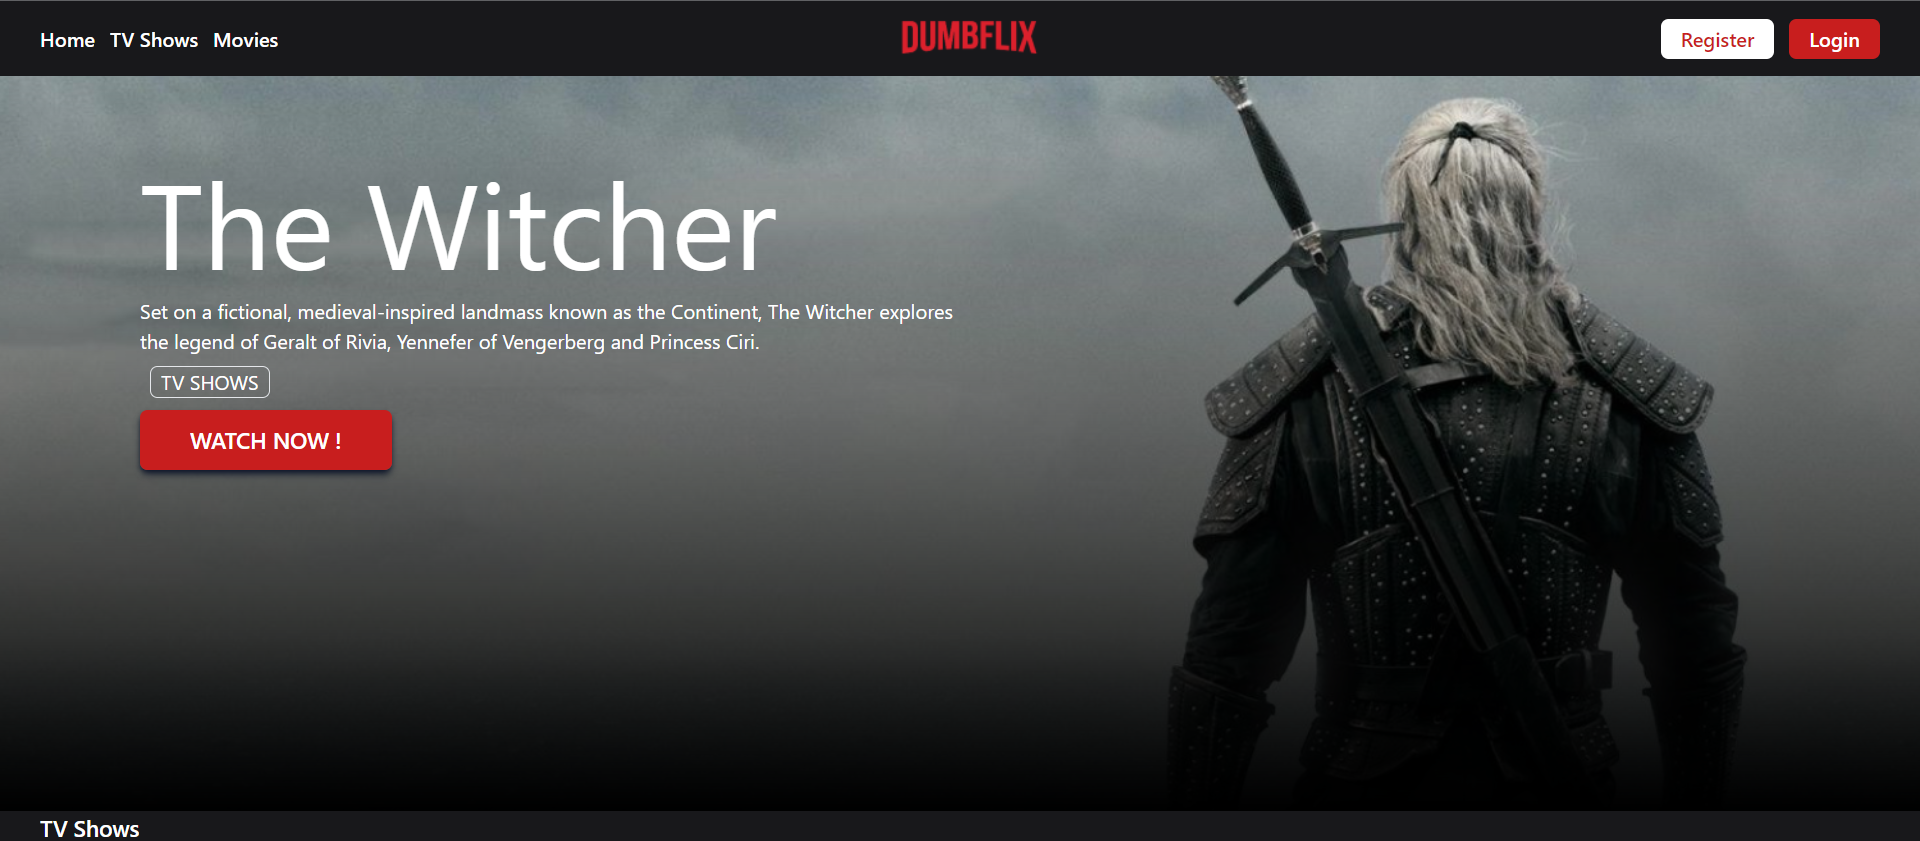 Home TV Shows Movies DUMBFLIX Register Login
The Witcher
Set on a fictional, medieval-inspired landmass known as the Continent, The Witcher explores
the legend of Geralt of Rivia, Yennefer of Vengerberg and Princess Ciri.
TV SHOWS
WATCH NOW !
TV Shows